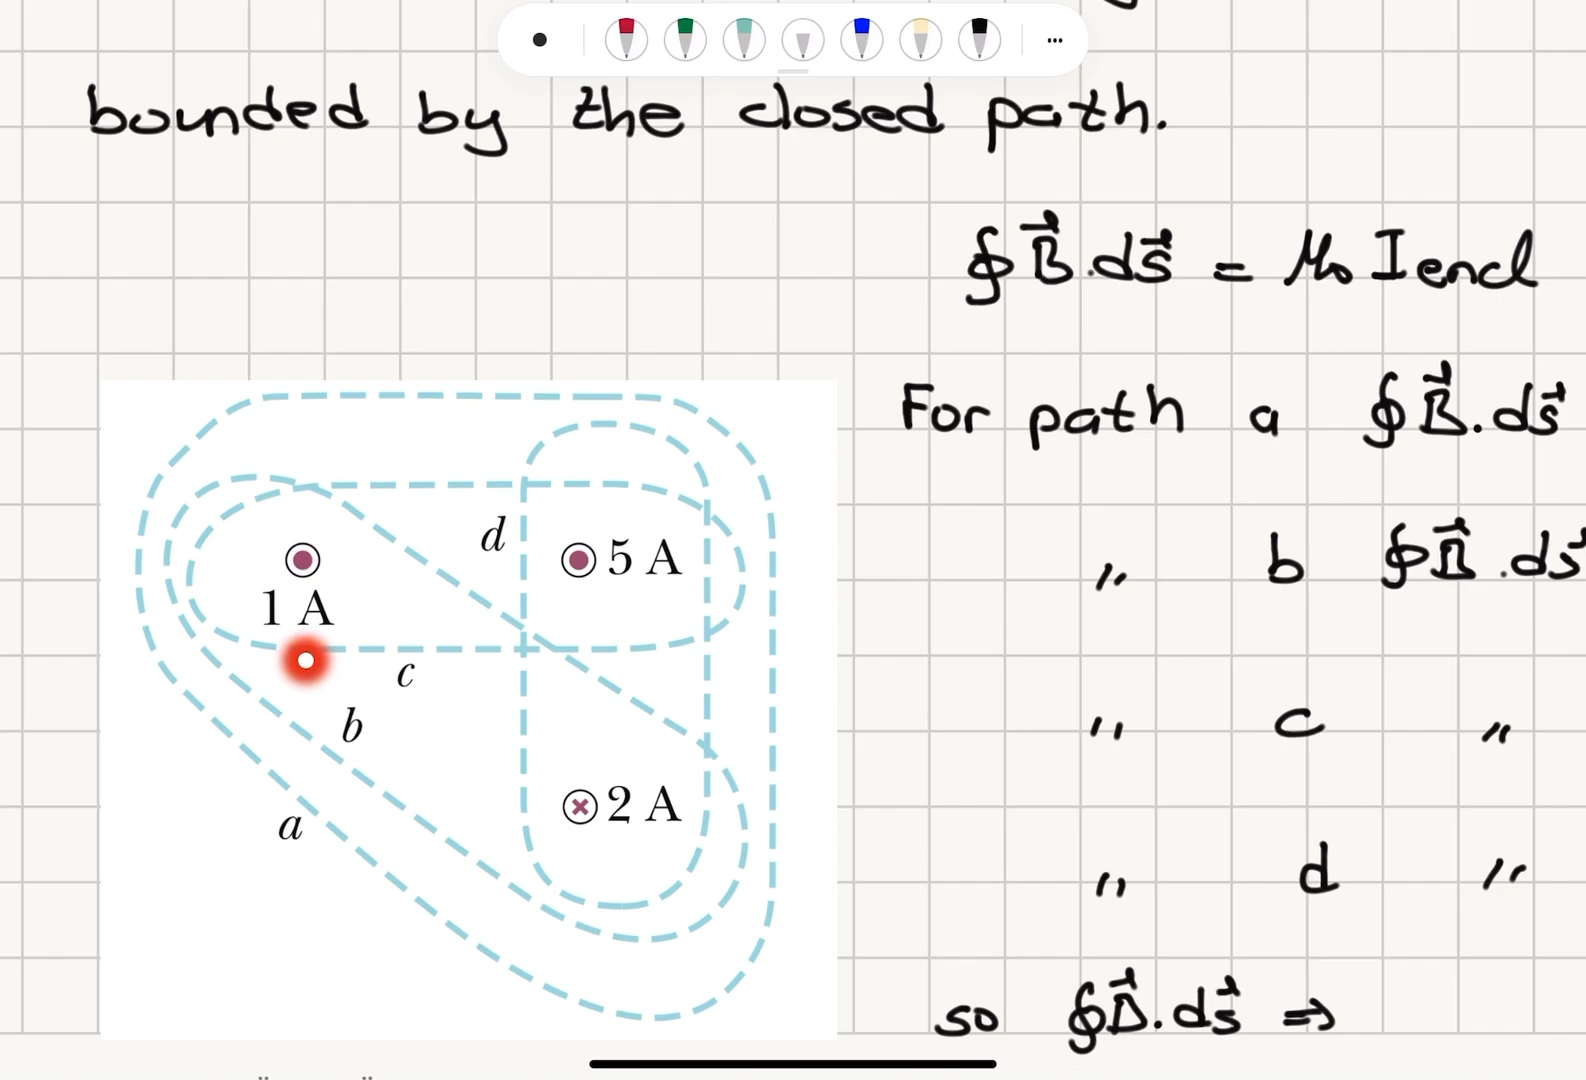 bounded by the closed path.
∮B⃗.ds⃗ = μ₀ Iencl
For path a ∮B⃗.ds⃗
〃 b ∮B⃗.ds⃗
〃 c 〃
〃 d 〃
so ∮B⃗.ds⃗ ⇒
d
5 A
1 A
c
b
2 A
a